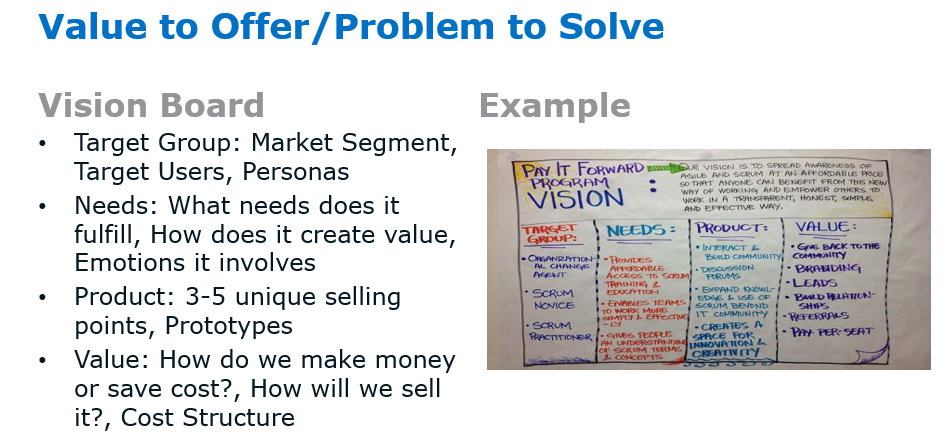 Value to Offer/Problem to Solve
Vision Board
• Target Group: Market Segment,
Target Users, Personas
• Needs: What needs does it
fulfill, How does it create value,
Emotions it involves
• Product: 3-5 unique selling
points, Prototypes
• Value: How do we make money
or save cost?, How will we sell
it?, Cost Structure
Example
PAY IT FORWARD
PROGRAM
VISION :
OUR VISION IS TO SPREAD AWARENESS OF
AGILE AND SCRUM AT AN AFFORDABLE PRICE
SO THAT ANYONE CAN BENEFIT FROM THIS NEW
WAY OF WORKING AND EMPOWER OTHERS TO
WORK IN A TRANSPARENT, HONEST, SIMPLE,
AND EFFECTIVE WAY.
TARGET
GROUP:
• ORGANIZATION-
AL CHANGE
AGENT
• SCRUM
NOVICE
• SCRUM
PRACTITIONER
NEEDS:
• PROVIDES
AFFORDABLE
ACCESS TO SCRUM
TRAINING &
EDUCATION
• ENABLES TEAMS
TO WORK MORE
SIMPLY & EFFECTIVE-
LY
• GIVES PEOPLE
AN UNDERSTANDING
OF SCRUM TERMS
& CONCEPTS
PRODUCT:
• INTERACT &
BUILD COMMUNITY
• DISCUSSION
FORUMS
• EXPAND KNOWL-
EDGE & USE OF
SCRUM BEYOND
IT COMMUNITY
• CREATES A
SPACE FOR
INNOVATION &
CREATIVITY
VALUE:
• GIVE BACK TO THE
COMMUNITY
• BRANDING
• LEADS
• BUILD RELATION-
SHIPS
• REFERRALS
• PAY-PER-SEAT